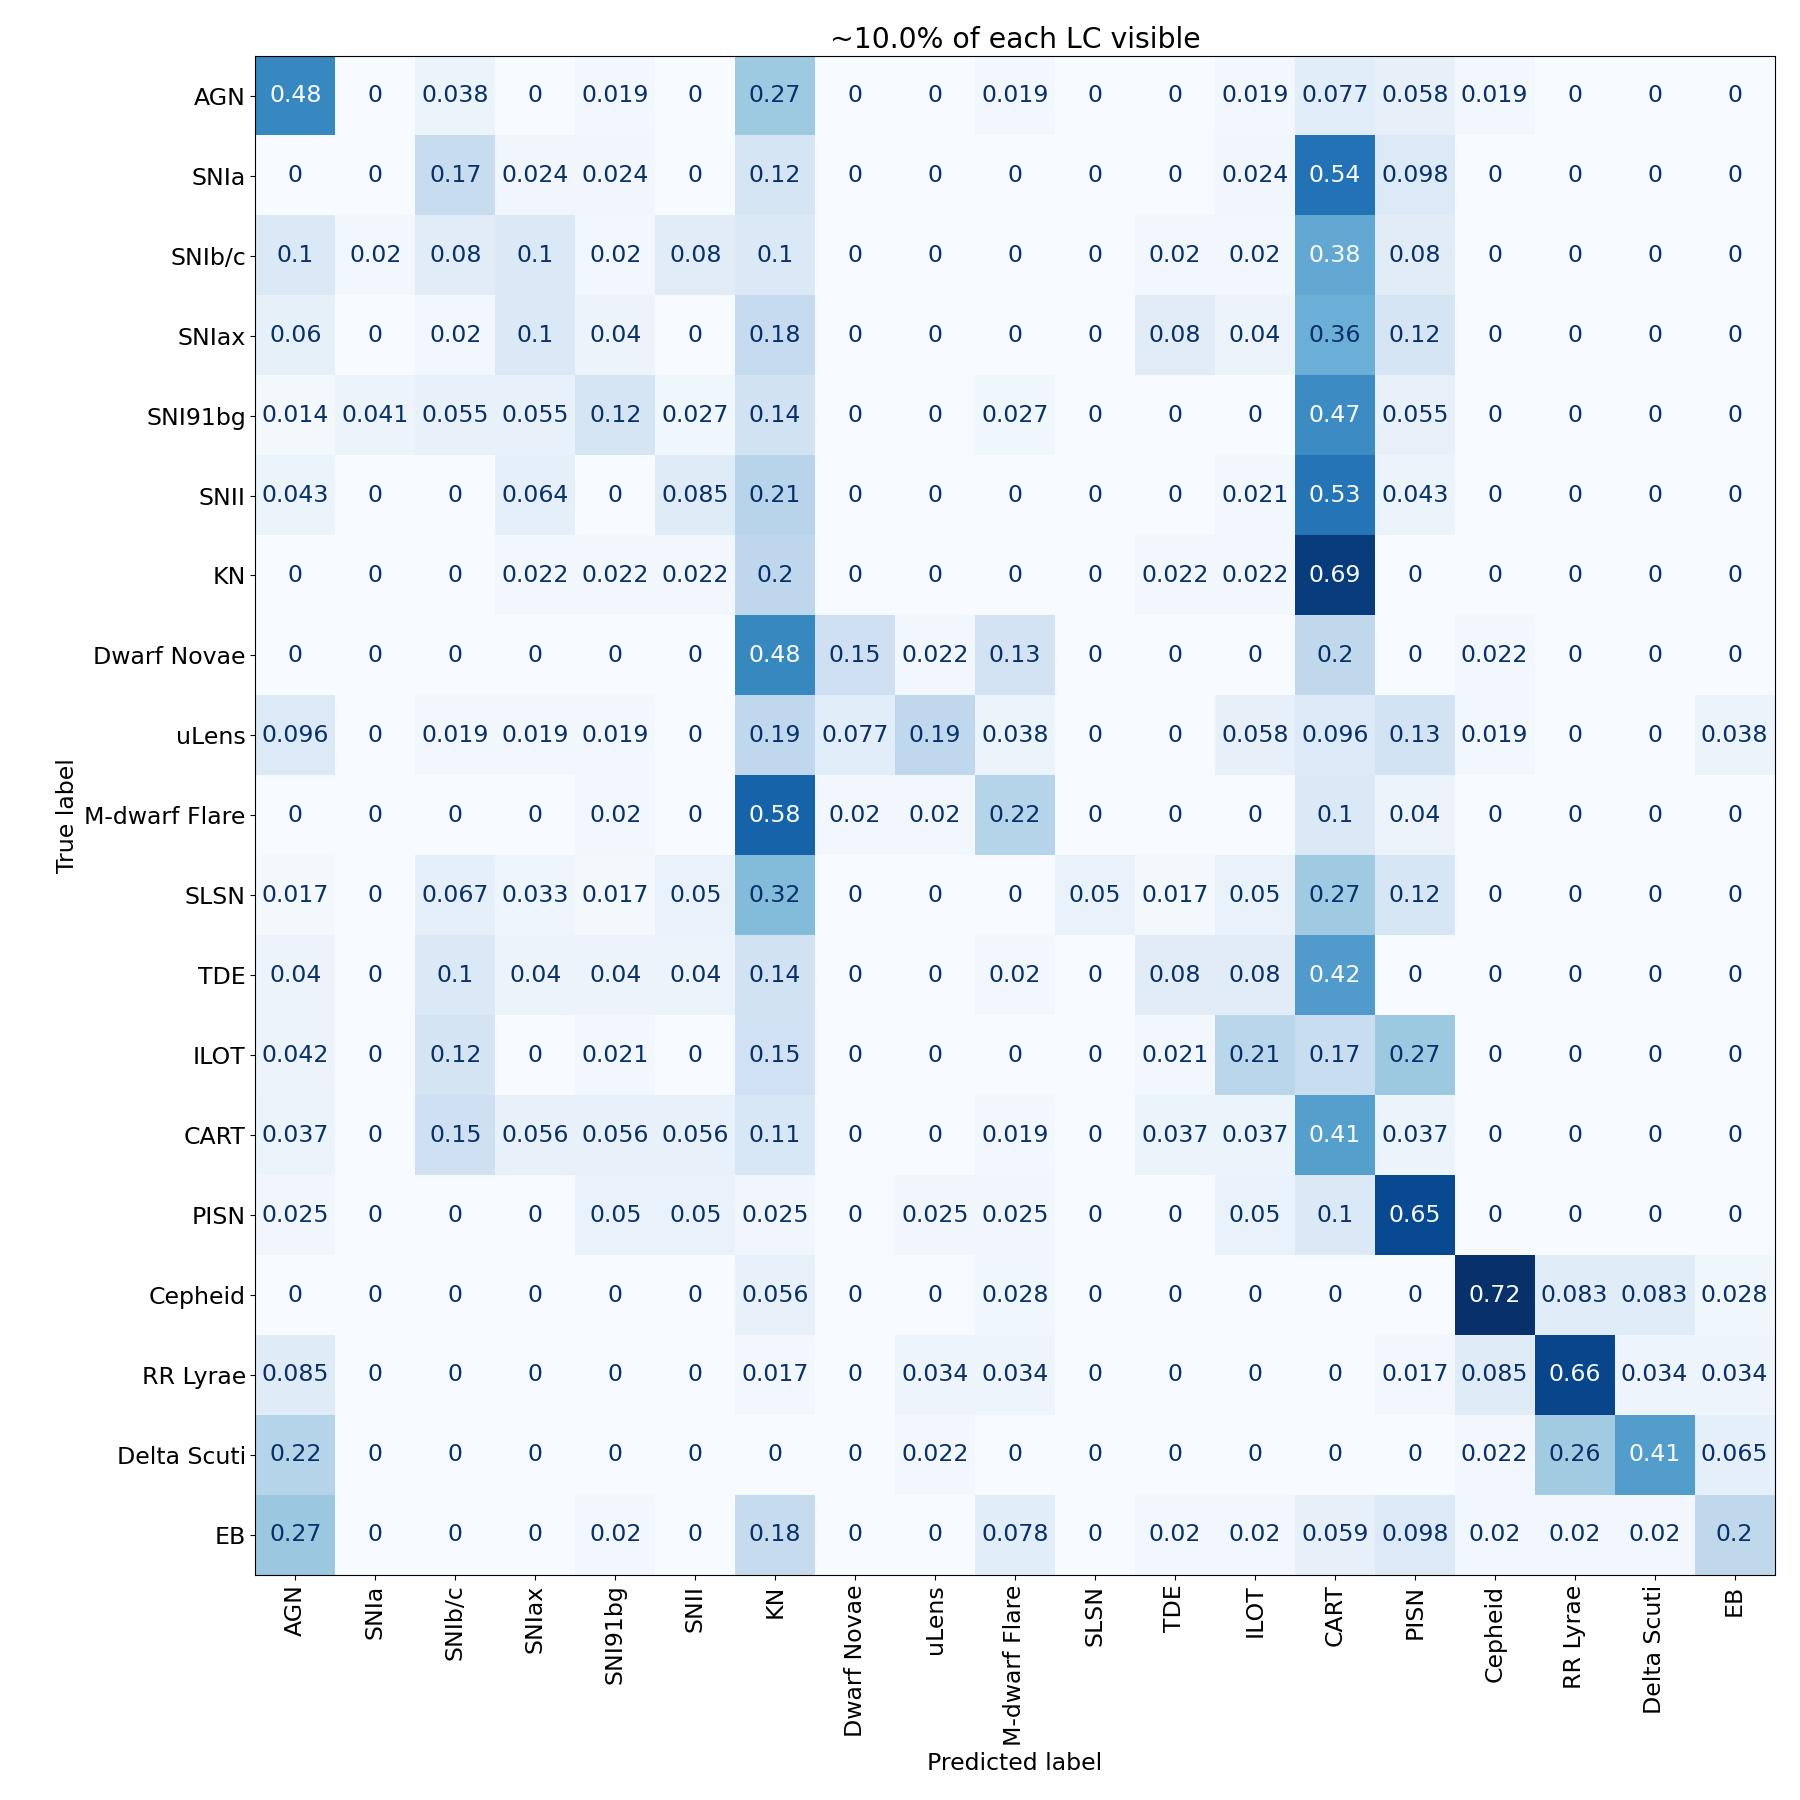 ~10.0% of each LC visible
AGN 0.48 0 0.038 0 0.019 0 0.27 0 0 0.019 0 0 0.019 0.077 0.058 0.019 0 0 0
SNIa 0 0 0.17 0.024 0.024 0 0.12 0 0 0 0 0 0.024 0.54 0.098 0 0 0 0
SNIb/c 0.1 0.02 0.08 0.1 0.02 0.08 0.1 0 0 0 0 0.02 0.02 0.38 0.08 0 0 0 0
SNIax 0.06 0 0.02 0.1 0.04 0 0.18 0 0 0 0 0.08 0.04 0.36 0.12 0 0 0 0
SNI91bg 0.014 0.041 0.055 0.055 0.12 0.027 0.14 0 0 0.027 0 0 0 0.47 0.055 0 0 0 0
SNII 0.043 0 0 0.064 0 0.085 0.21 0 0 0 0 0 0.021 0.53 0.043 0 0 0 0
KN 0 0 0 0.022 0.022 0.022 0.2 0 0 0 0 0.022 0.022 0.69 0 0 0 0 0
Dwarf Novae 0 0 0 0 0 0 0.48 0.15 0.022 0.13 0 0 0 0.2 0 0.022 0 0 0
uLens 0.096 0 0.019 0.019 0.019 0 0.19 0.077 0.19 0.038 0 0 0.058 0.096 0.13 0.019 0 0 0.038
M-dwarf Flare 0 0 0 0 0.02 0 0.58 0.02 0.02 0.22 0 0 0 0.1 0.04 0 0 0 0
SLSN 0.017 0 0.067 0.033 0.017 0.05 0.32 0 0 0 0.05 0.017 0.05 0.27 0.12 0 0 0 0
TDE 0.04 0 0.1 0.04 0.04 0.04 0.14 0 0 0.02 0 0.08 0.08 0.42 0 0 0 0 0
ILOT 0.042 0 0.12 0 0.021 0 0.15 0 0 0 0 0.021 0.21 0.17 0.27 0 0 0 0
CART 0.037 0 0.15 0.056 0.056 0.056 0.11 0 0 0.019 0 0.037 0.037 0.41 0.037 0 0 0 0
PISN 0.025 0 0 0 0.05 0.05 0.025 0 0.025 0.025 0 0 0.05 0.1 0.65 0 0 0 0
Cepheid 0 0 0 0 0 0 0.056 0 0 0.028 0 0 0 0 0 0.72 0.083 0.083 0.028
RR Lyrae 0.085 0 0 0 0 0 0.017 0 0.034 0.034 0 0 0 0 0.017 0.085 0.66 0.034 0.034
Delta Scuti 0.22 0 0 0 0 0 0 0 0.022 0 0 0 0 0 0 0.022 0.26 0.41 0.065
EB 0.27 0 0 0 0.02 0 0.18 0 0 0.078 0 0.02 0.02 0.059 0.098 0.02 0.02 0.02 0.2
True label
AGN SNIa SNIb/c SNIax SNI91bg SNII KN Dwarf Novae uLens M-dwarf Flare SLSN TDE ILOT CART PISN Cepheid RR Lyrae Delta Scuti EB
Predicted label